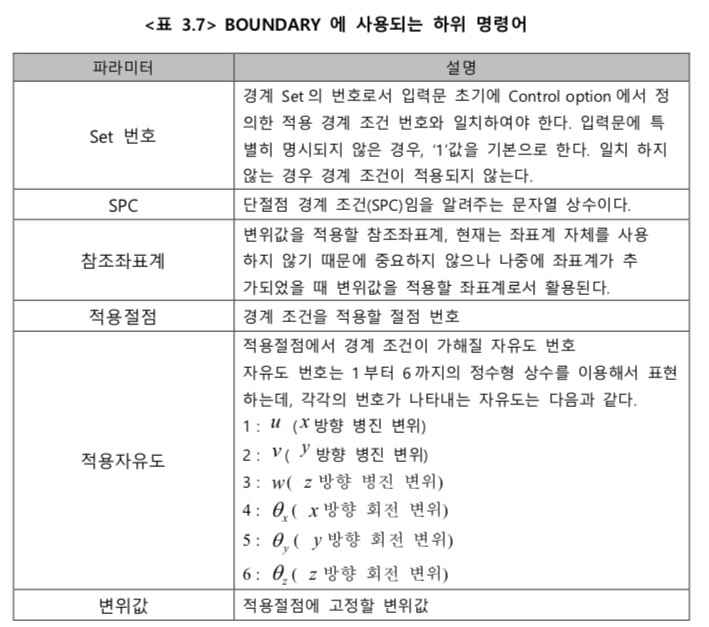 <표 3.7> BOUNDARY 에 사용되는 하위 명령어
파라미터 설명
Set 번호
경계 Set 의 번호로서 입력문 초기에 Control option 에서 정
의한 적용 경계 조건 번호와 일치하여야 한다. 입력문에 특
별히 명시되지 않은 경우, '1'값을 기본으로 한다. 일치 하지
않는 경우 경계 조건이 적용되지 않는다.
SPC 단절점 경계 조건(SPC)임을 알려주는 문자열 상수이다.
참조좌표계
변위값을 적용할 참조좌표계, 현재는 좌표계 자체를 사용
하지 않기 때문에 중요하지 않으나 나중에 좌표계가 추
가되었을 때 변위값을 적용할 좌표계로서 활용된다.
적용절점 경계 조건을 적용할 절점 번호
적용자유도
적용절점에서 경계 조건이 가해질 자유도 번호
자유도 번호는 1 부터 6 까지의 정수형 상수를 이용해서 표현
하는데, 각각의 번호가 나타내는 자유도는 다음과 같다.
1 : u (x 방향 병진 변위)
2 : v ( y 방향 병진 변위)
3 : w( z 방향 병진 변위)
4 : θx( x 방향 회전 변위)
5 : θy( y 방향 회전 변위)
6 : θz( z 방향 회전 변위)
변위값 적용절점에 고정할 변위값